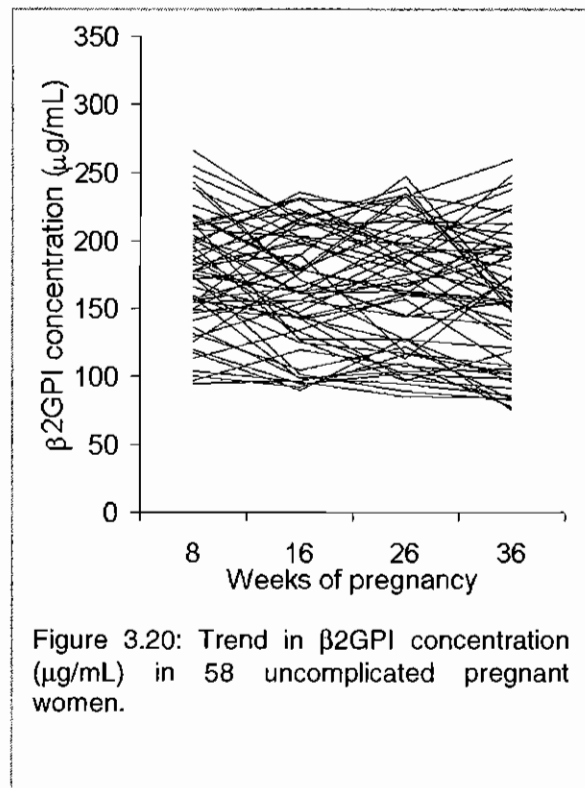 350
300
250
200
150
100
50
0
β2GPI concentration (µg/mL)
8 16 26 36
Weeks of pregnancy
Figure 3.20: Trend in β2GPI concentration
(µg/mL) in 58 uncomplicated pregnant
women.